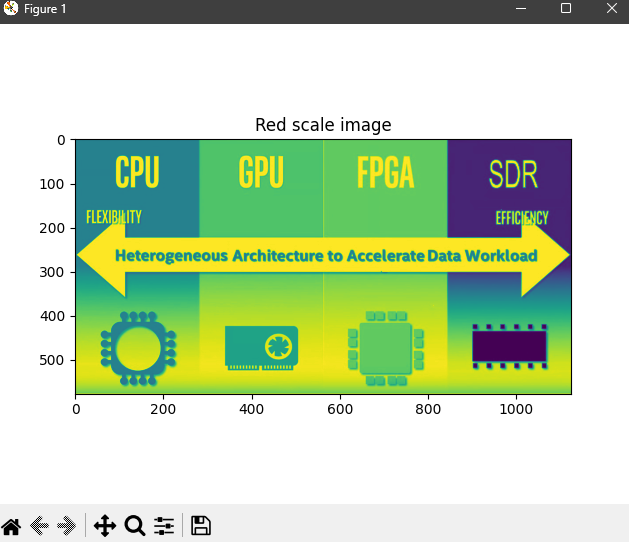 Figure 1
Red scale image
CPU GPU FPGA SDR
FLEXIBILITY EFFICIENCY
Heterogeneous Architecture to Accelerate Data Workload
0
100
200
300
400
500
0 200 400 600 800 1000